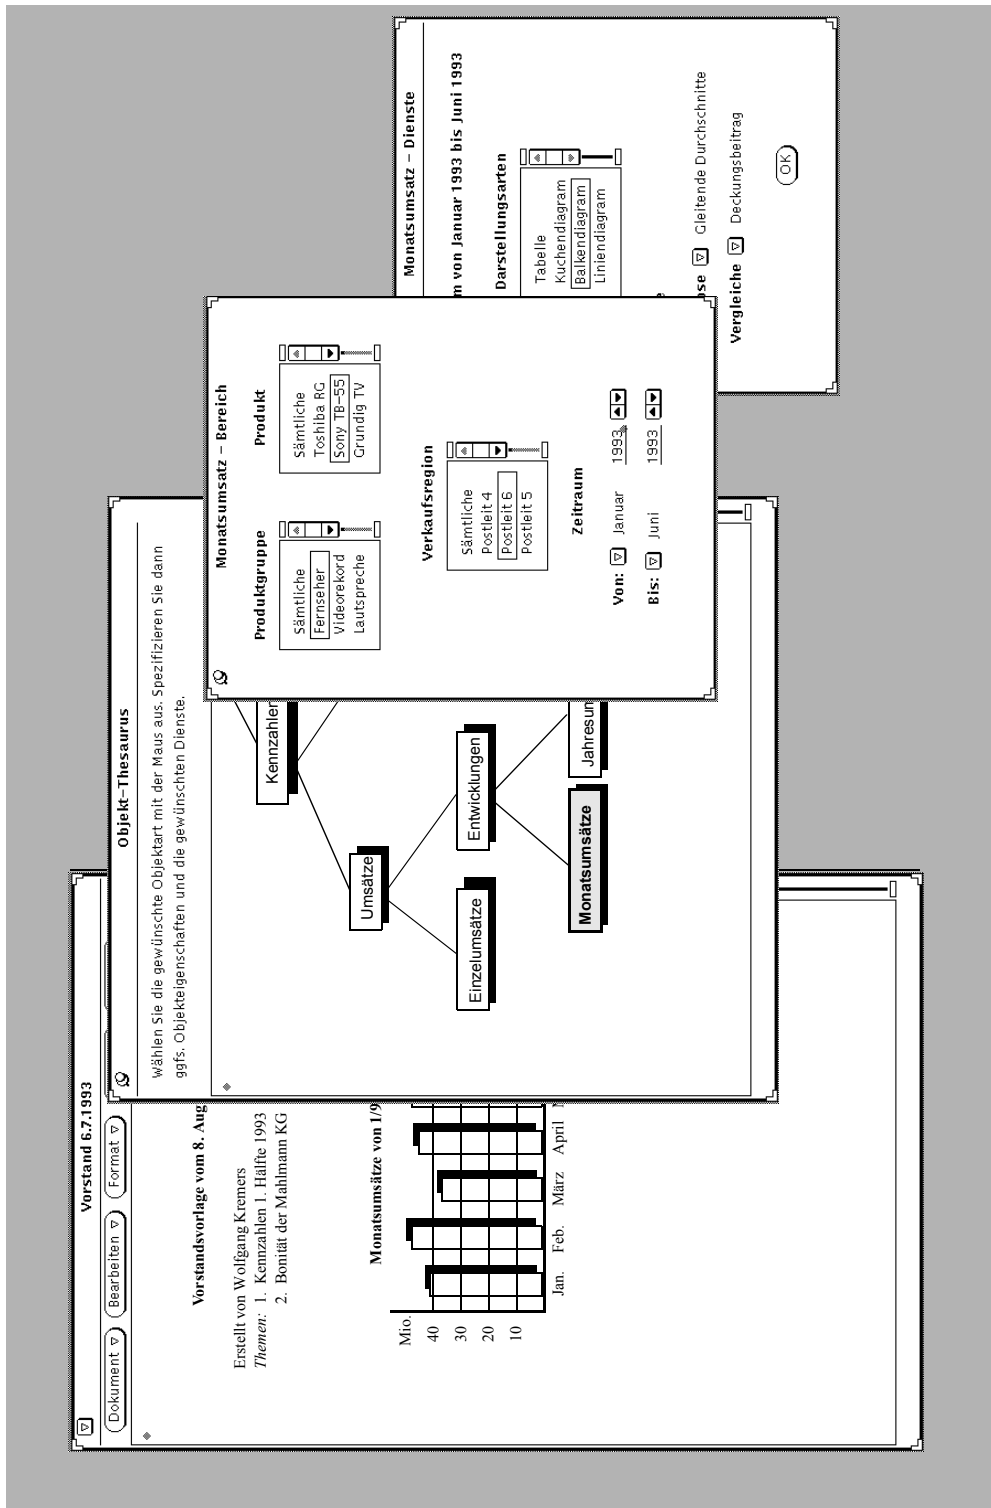 Vorstand 6.7.1993
Dokument
Bearbeiten
Format
Vorstandsvorlage vom 8. Aug
Erstellt von Wolfgang Kremers
Themen: 1. Kennzahlen 1. Hälfte 1993
2. Bonität der Mahlmann KG
Monatsumsätze von 1/9
Mio.
40
30
20
10
Jan.
Feb.
März
April
Objekt-Thesaurus
Wählen Sie die gewünschte Objektart mit der Maus aus. Spezifizieren Sie dann
ggfs. Objekteigenschaften und die gewünschten Dienste.
Kennzahlen
Umsätze
Einzelumsätze
Entwicklungen
Monatsumsätze
Jahresum
Monatsumsatz – Bereich
Produktgruppe
Sämtliche
Fernseher
Videorekord
Lautspreche
Produkt
Sämtliche
Toshiba RG
Sony TB-55
Grundig TV
Verkaufsregion
Sämtliche
Postleit 4
Postleit 6
Postleit 5
Zeitraum
Von: Januar 1993
Bis: Juni 1993
Monatsumsatz – Dienste
m von Januar 1993 bis Juni 1993
Darstellungsarten
Tabelle
Kuchendiagram
Balkendiagram
Liniendiagram
ose Gleitende Durchschnitte
Vergleiche Deckungsbeitrag
OK